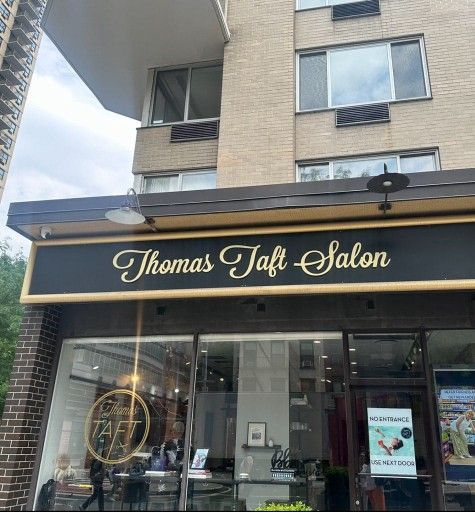 Thomas Taft Salon
Thomas
TAFT
NO ENTRANCE
USE NEXT DOOR